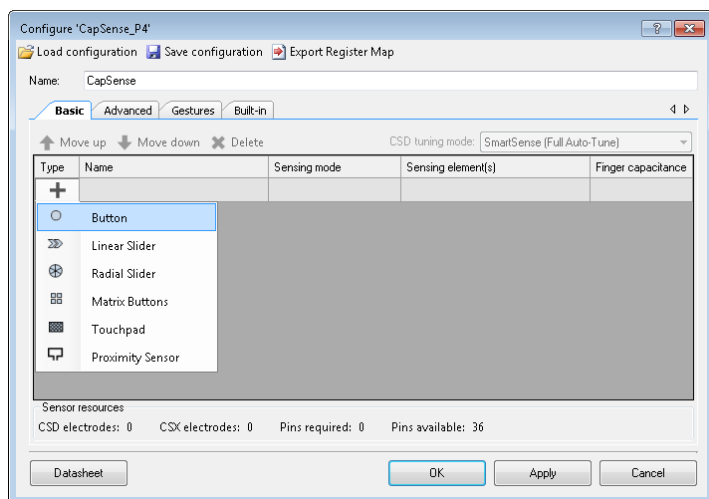 Configure 'CapSense_P4'
Load configuration Save configuration Export Register Map
Name: CapSense
Basic Advanced Gestures Built-in
Move up Move down Delete CSD tuning mode: SmartSense (Full Auto-Tune)
Type Name Sensing mode Sensing element(s) Finger capacitance
Button
Linear Slider
Radial Slider
Matrix Buttons
Touchpad
Proximity Sensor
Sensor resources
CSD electrodes: 0 CSX electrodes: 0 Pins required: 0 Pins available: 36
Datasheet OK Apply Cancel